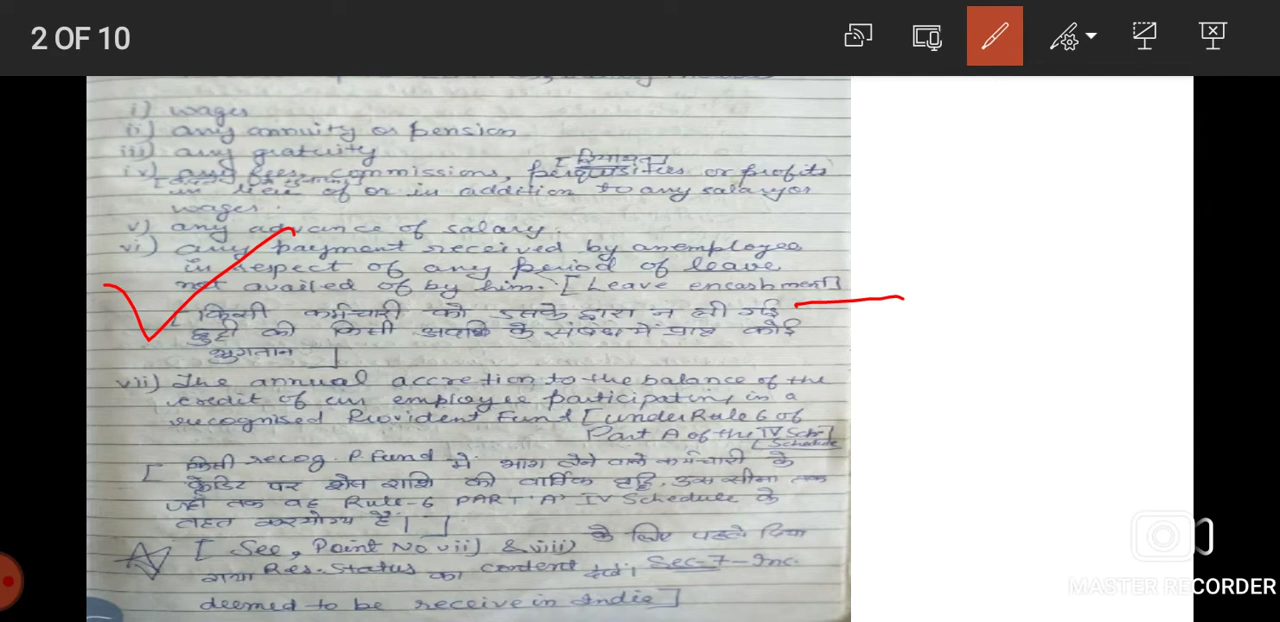 2 OF 10
i) wages
ii) any annuity or pension
iii) any gratuity
[विशेषाधिकार]
iv) any fees, commissions, perquisities or profits
in lieu of or in addition to any salary or
wages.
v) any advance of salary.
vi) any payment received by an employee
in respect of any period of leave
not availed of by him. [Leave encashment]
[किसी कर्मचारी को उसके द्वारा न ली गई
छुट्टी की किसी अवधि के संबंध में प्राप्त कोई
भुगतान ]
vii) The annual accretion to the balance of the
credit of an employee participating in a
recognised Provident Fund [under Rule 6 of
Part A of the IV Sch]
[Schedule
[ किसी recog. P. Fund में भाग लेने वाले कर्मचारी के
क्रेडिट पर शेष राशि की वार्षिक वृद्धि, उस सीमा तक
जहाँ तक वह Rule-6 PART 'A' IV Schedule के
तहत करयोग्य है। ]
[ See, Point No vii) & viii) के लिए पहले दिया
गया Res. Status का content देखें। Sec-7-Inc.
deemed to be receive in India]
MASTER RECORDER